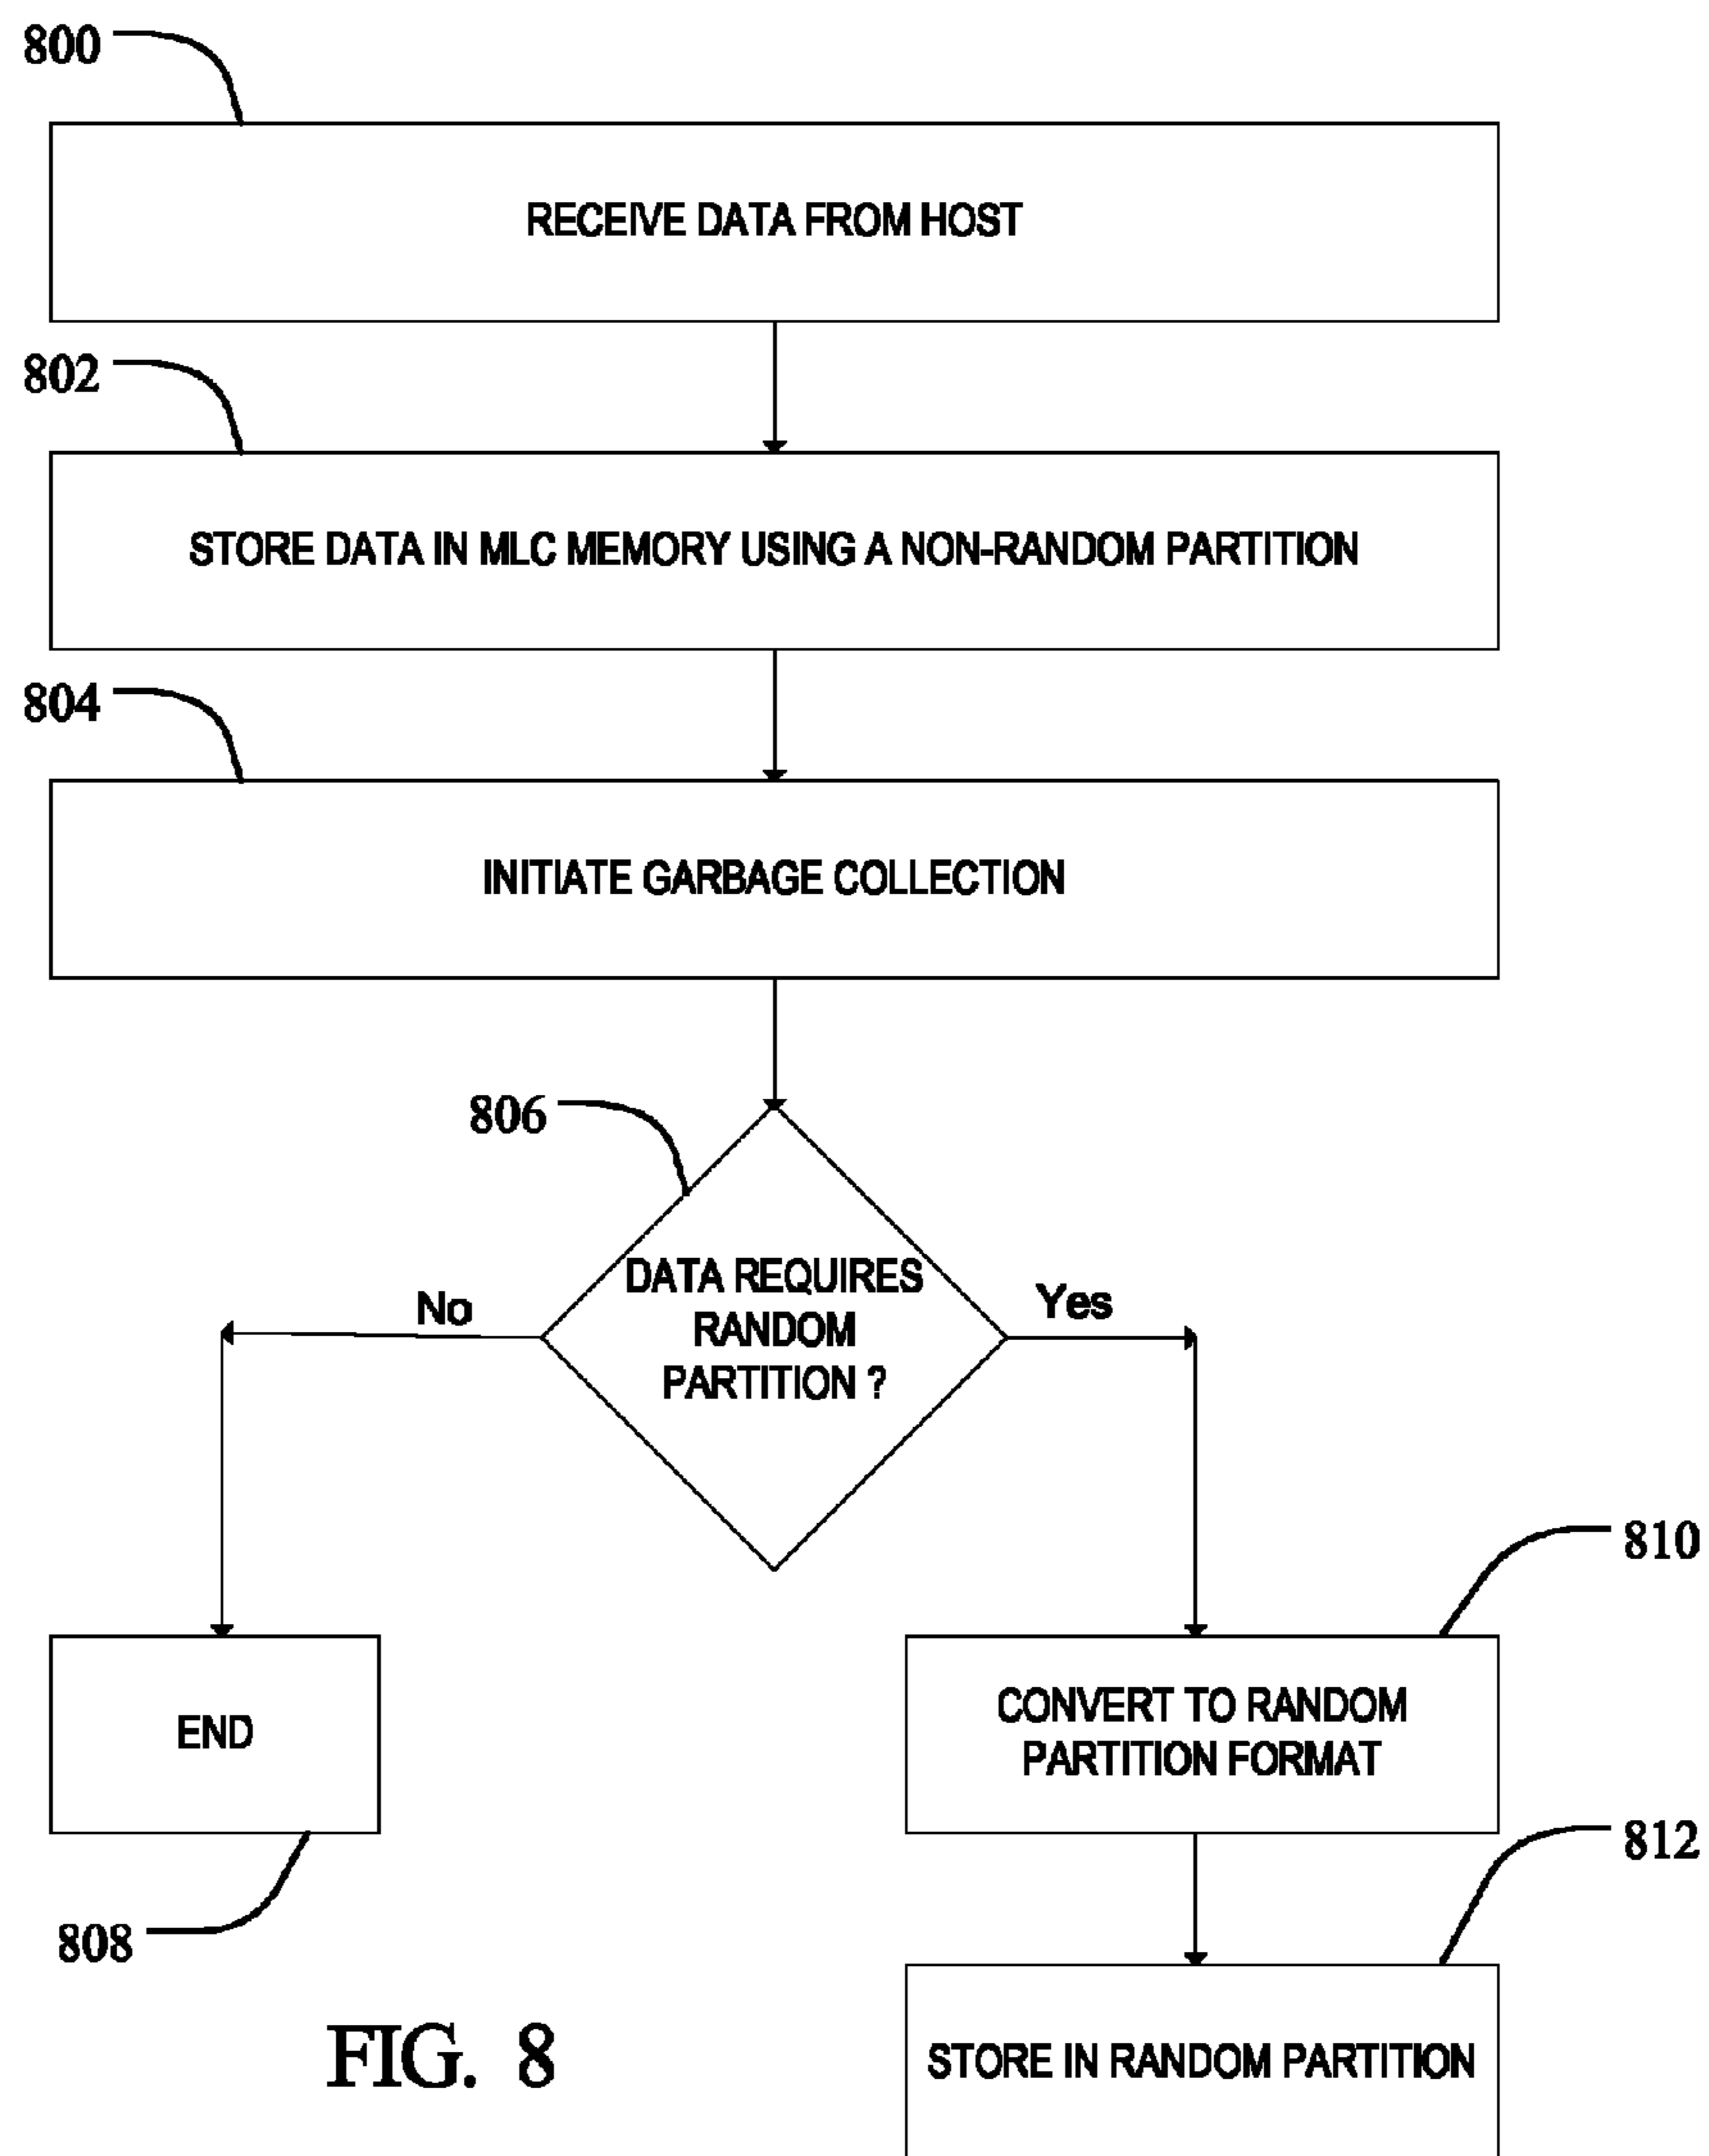 800
RECEIVE DATA FROM HOST
802
STORE DATA IN MLC MEMORY USING A NON-RANDOM PARTITION
804
INITIATE GARBAGE COLLECTION
806
DATA REQUIRES
RANDOM
PARTITION ?
No
Yes
810
END
CONVERT TO RANDOM
PARTITION FORMAT
808
812
STORE IN RANDOM PARTITION
FIG. 8